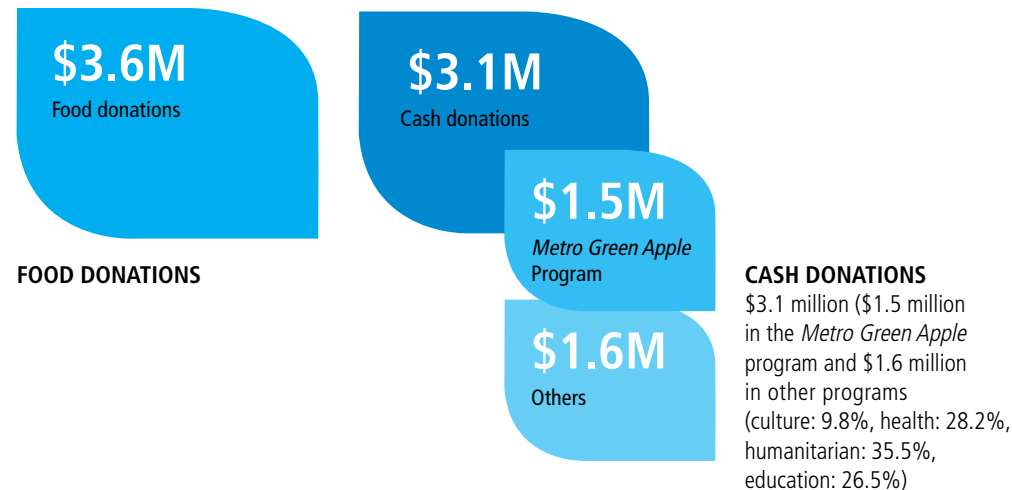 $3.6M
Food donations
FOOD DONATIONS
$3.1M
Cash donations
$1.5M
Metro Green Apple
Program
$1.6M
Others
CASH DONATIONS
$3.1 million ($1.5 million
in the Metro Green Apple
program and $1.6 million
in other programs
(culture: 9.8%, health: 28.2%,
humanitarian: 35.5%,
education: 26.5%)